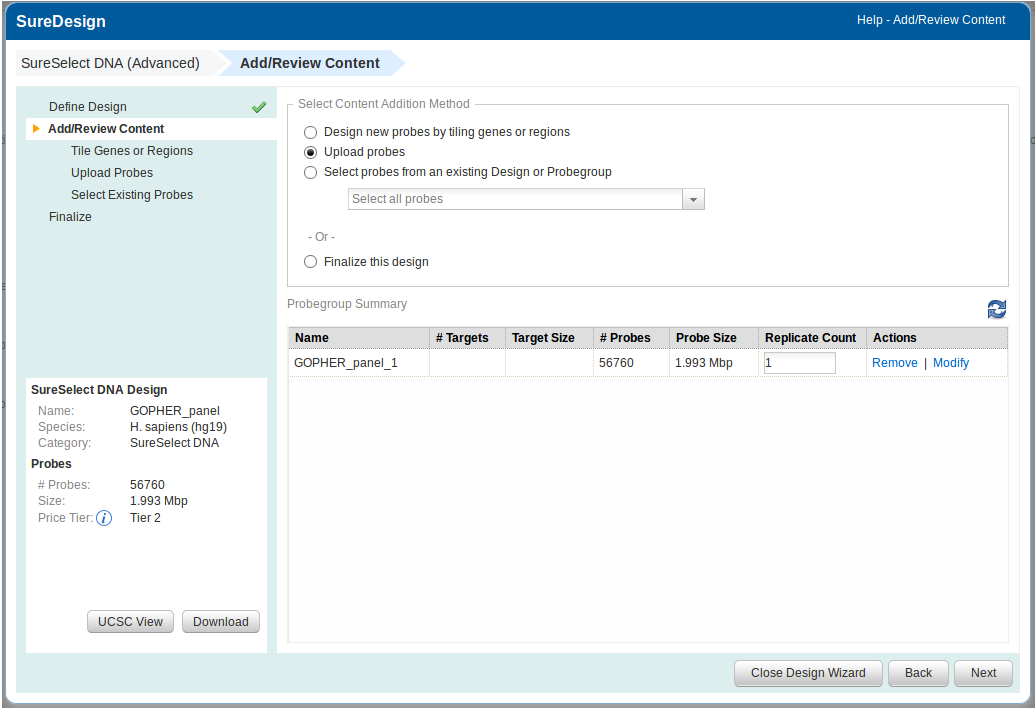 SureDesign
Help - Add/Review Content
SureSelect DNA (Advanced)
Add/Review Content
Define Design
Add/Review Content
Tile Genes or Regions
Upload Probes
Select Existing Probes
Finalize
SureSelect DNA Design
Name: GOPHER_panel
Species: H. sapiens (hg19)
Category: SureSelect DNA
Probes
# Probes: 56760
Size: 1.993 Mbp
Price Tier: i Tier 2
UCSC View Download
Select Content Addition Method
Design new probes by tiling genes or regions
Upload probes
Select probes from an existing Design or Probegroup
Select all probes
- Or -
Finalize this design
Probegroup Summary
Name # Targets Target Size # Probes Probe Size Replicate Count Actions
GOPHER_panel_1 56760 1.993 Mbp 1 Remove | Modify
Close Design Wizard Back Next